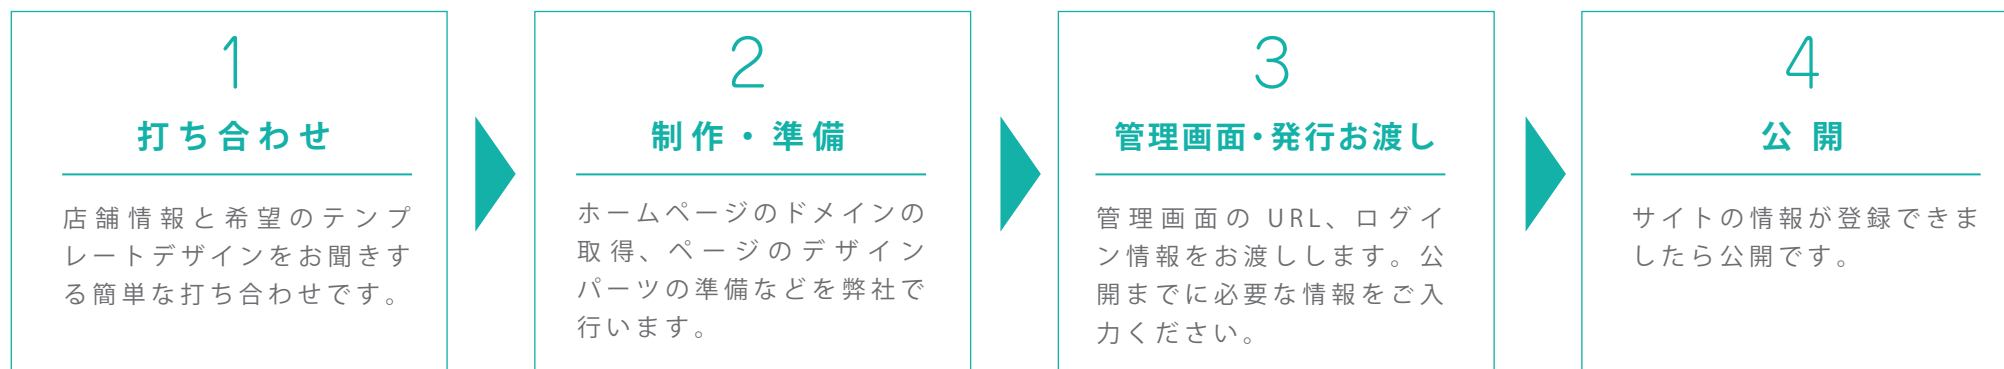 1
打ち合わせ
店舗情報と希望のテンプ
レートデザインをお聞きす
る簡単な打ち合わせです。
2
制作・準備
ホームページのドメインの
取得、ページのデザイン
パーツの準備などを弊社で
行います。
3
管理画面・発行お渡し
管理画面の URL、ログイ
ン情報をお渡しします。公
開までに必要な情報をご入
力ください。
4
公開
サイトの情報が登録できま
したら公開です。